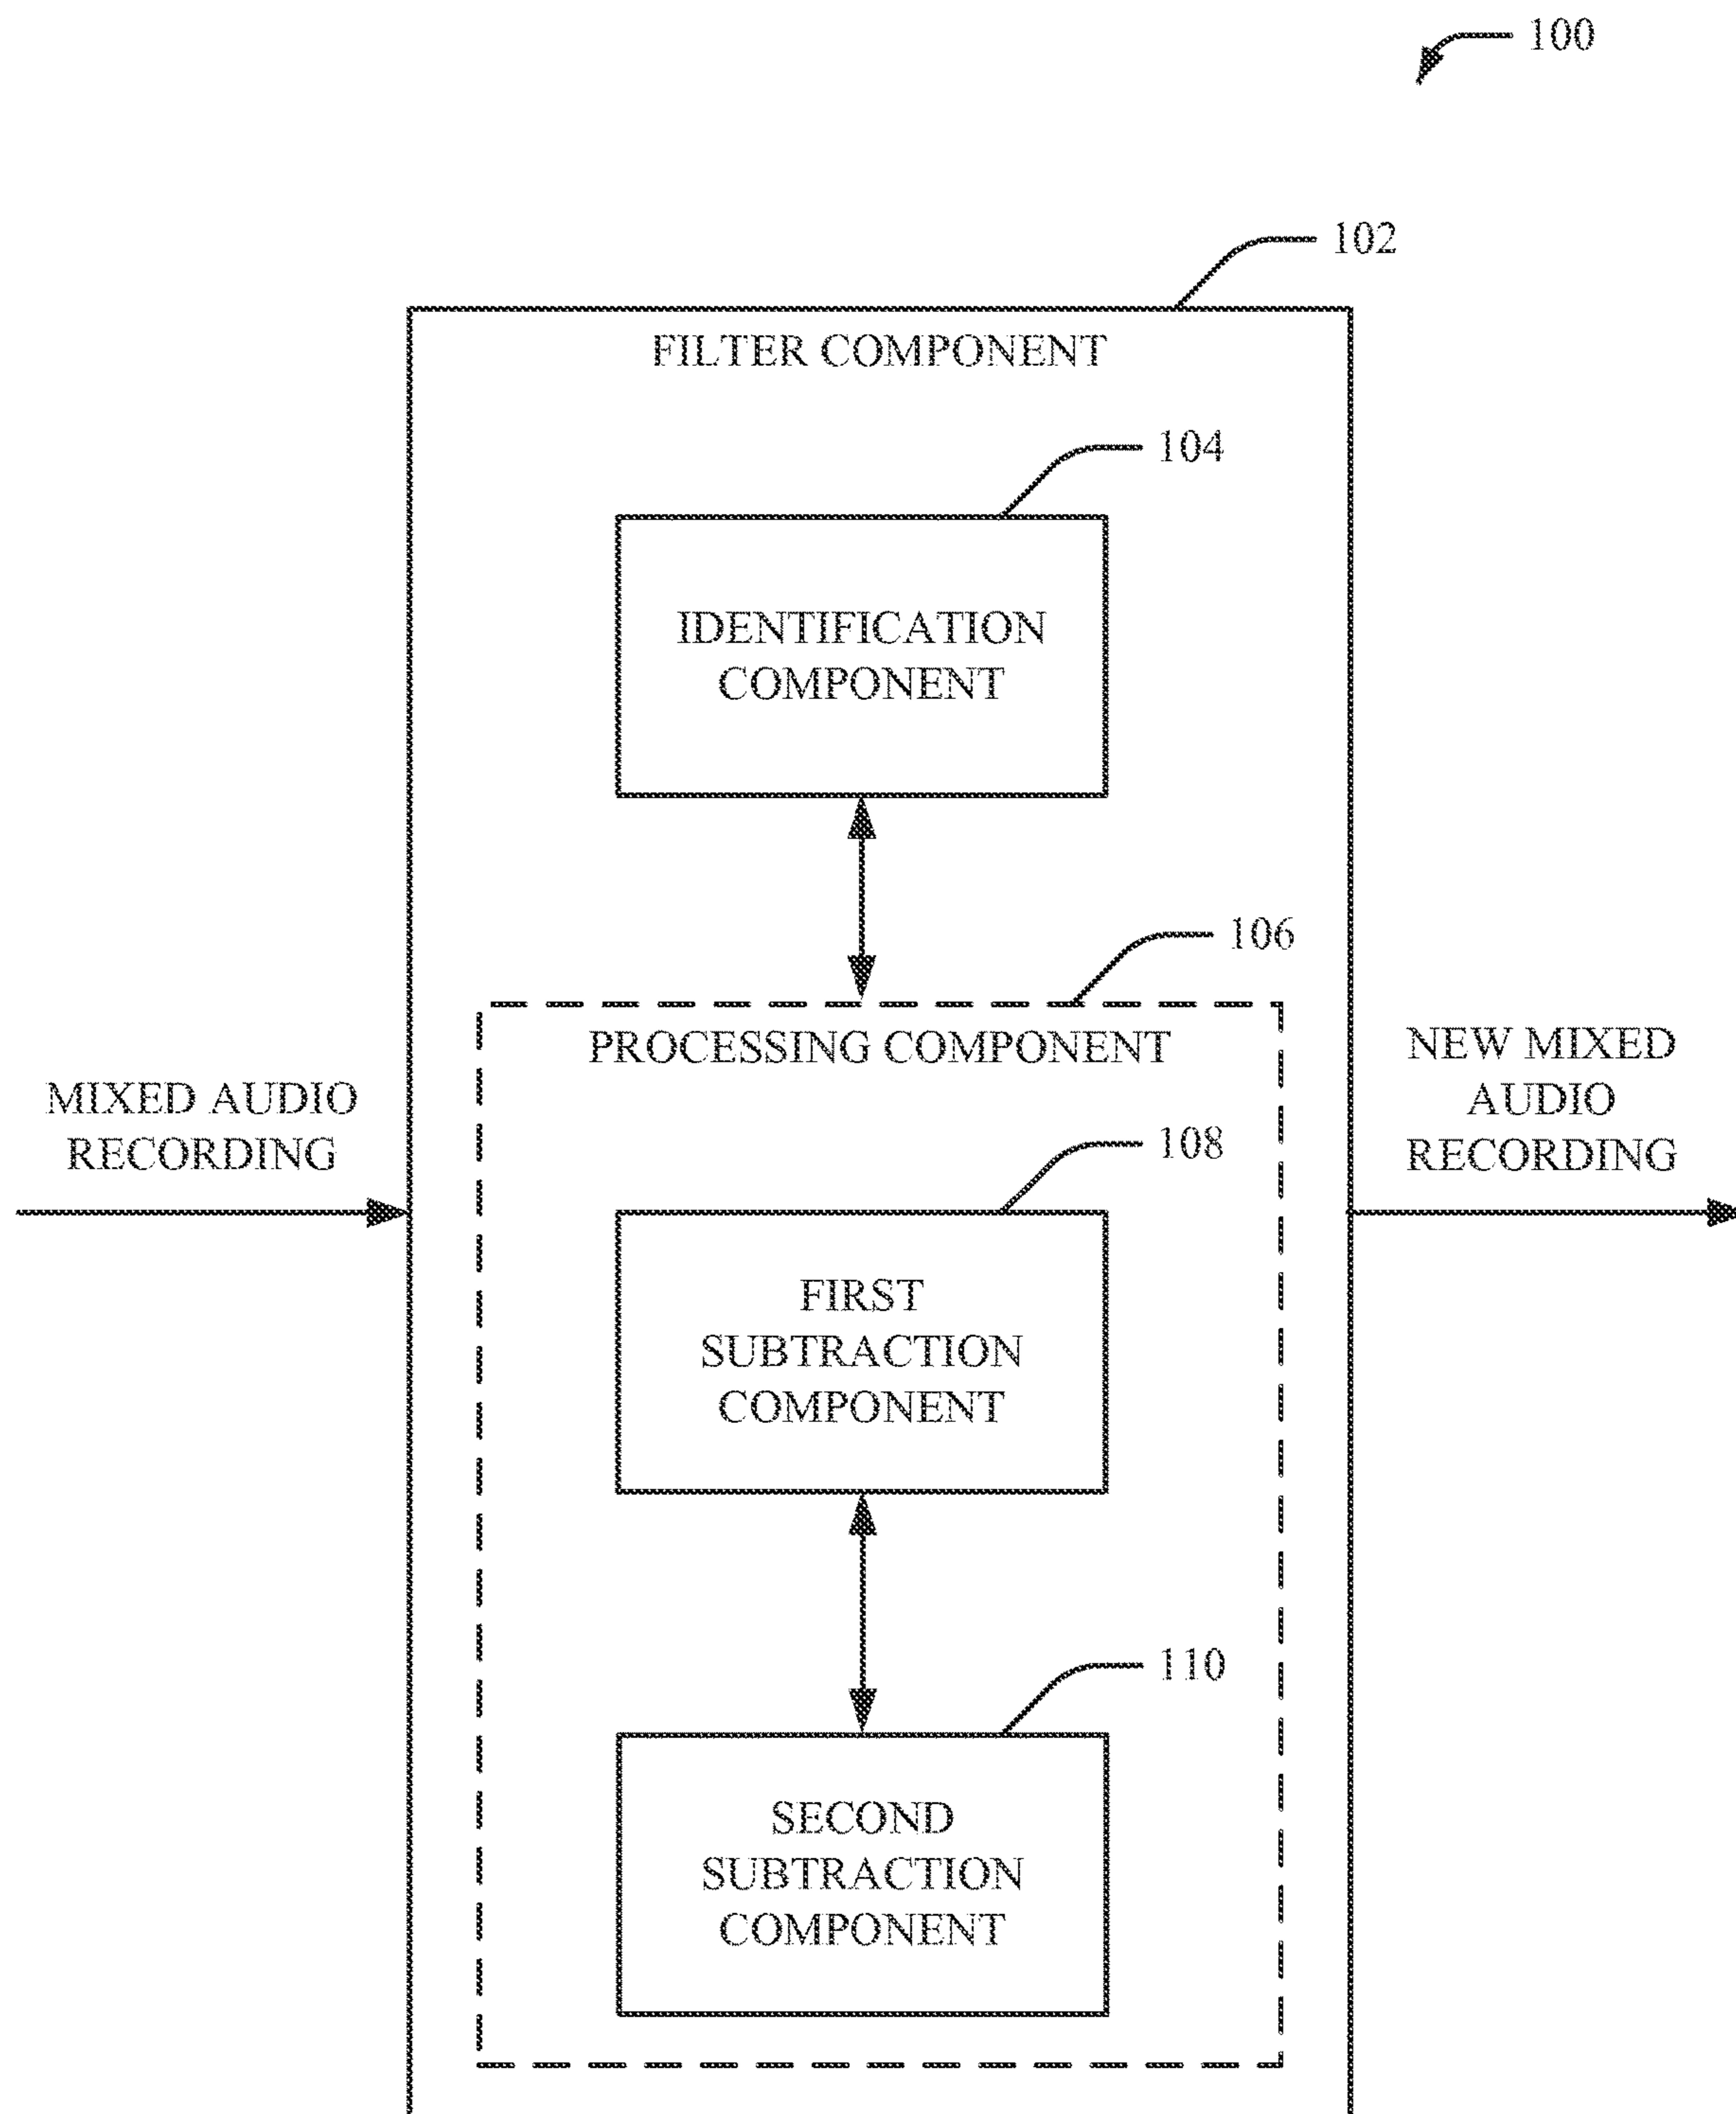 100
102
FILTER COMPONENT
104
IDENTIFICATION
COMPONENT
106
PROCESSING COMPONENT
MIXED AUDIO
RECORDING
NEW MIXED
AUDIO
RECORDING
108
FIRST
SUBTRACTION
COMPONENT
110
SECOND
SUBTRACTION
COMPONENT